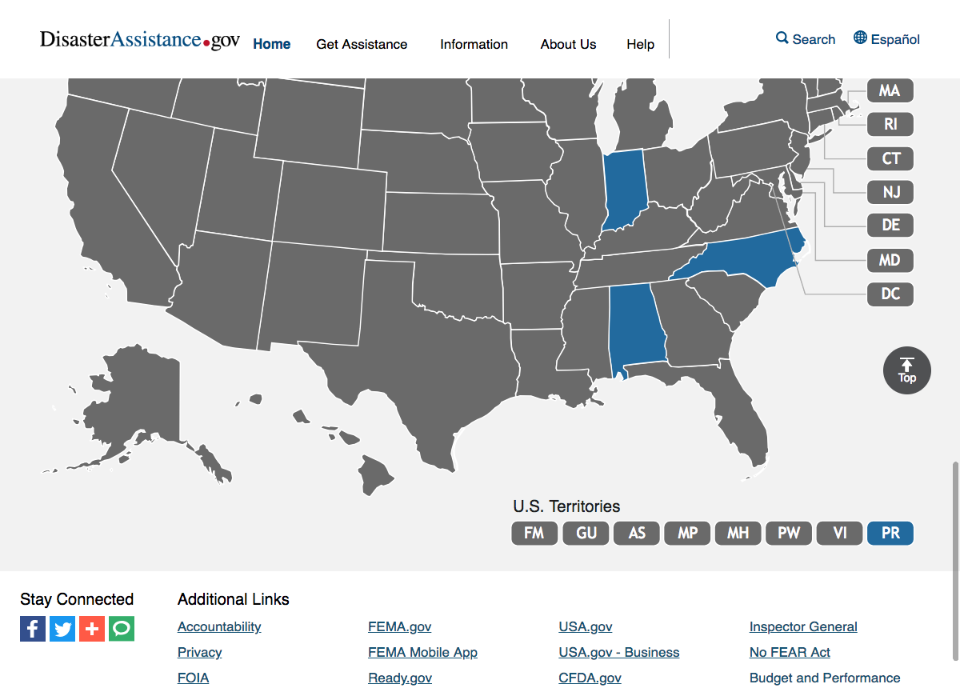 DisasterAssistance.gov Home Get Assistance Information About Us Help Search Español
MA
RI
CT
NJ
DE
MD
DC
Top
U.S. Territories
FM GU AS MP MH PW VI PR
Stay Connected Additional Links
Accountability FEMA.gov USA.gov Inspector General
Privacy FEMA Mobile App USA.gov - Business No FEAR Act
FOIA Ready.gov CFDA.gov Budget and Performance